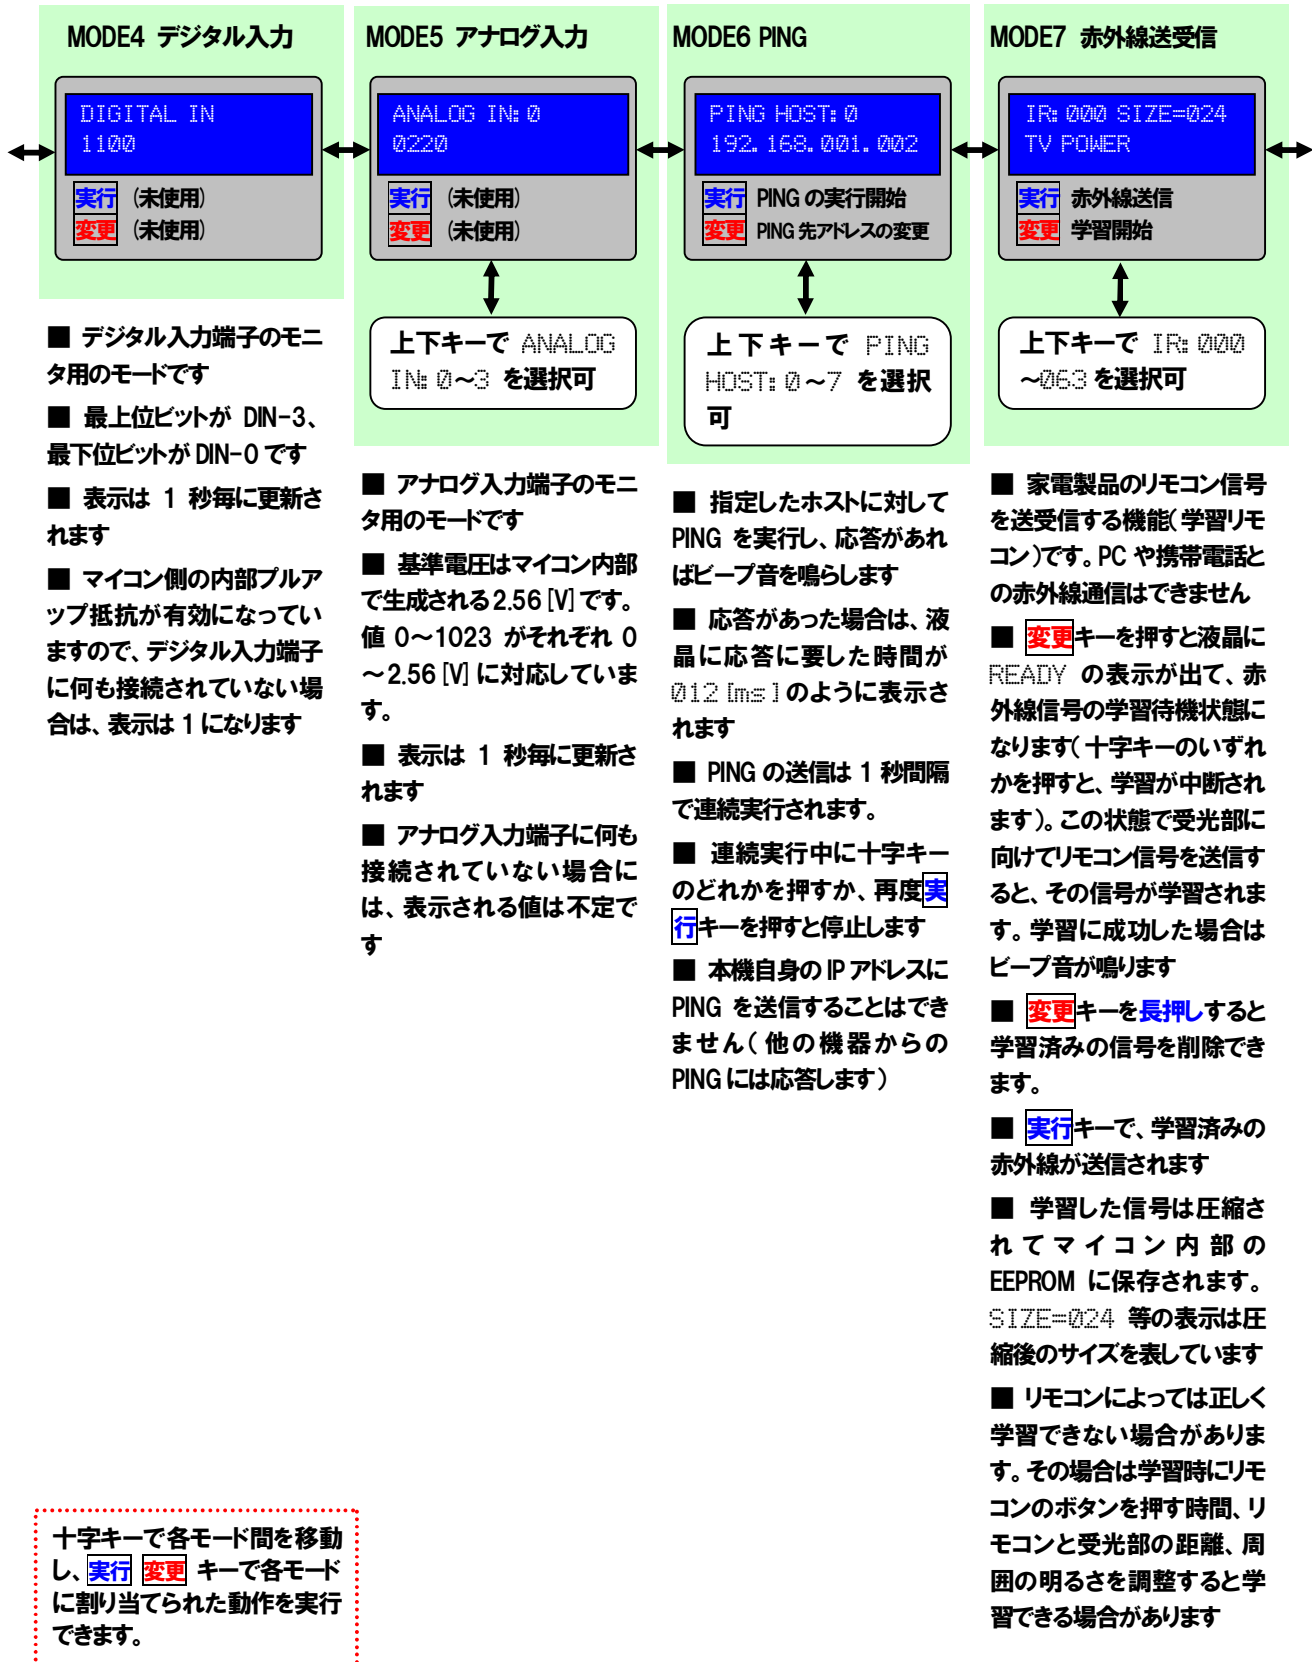 MODE4 デジタル入力
DIGITAL IN
1100
実行 (未使用)
変更 (未使用)
■ デジタル入力端子のモニ
タ用のモードです
■ 最上位ビットが DIN-3、
最下位ビットが DIN-0 です
■ 表示は 1 秒毎に更新さ
れます
■ マイコン側の内部プルア
ップ抵抗が有効になってい
ますので、デジタル入力端子
に何も接続されていない場
合は、表示は 1 になります
MODE5 アナログ入力
ANALOG IN:0
0220
実行 (未使用)
変更 (未使用)
上下キーで ANALOG
IN:0～3 を選択可
■ アナログ入力端子のモニ
タ用のモードです
■ 基準電圧はマイコン内部
で生成される 2.56[V]です。
値 0～1023 がそれぞれ 0
～2.56[V]に対応していま
す。
■ 表示は 1 秒毎に更新さ
れます
■ アナログ入力端子に何も
接続されていない場合に
は、表示される値は不定で
す
MODE6 PING
PING HOST:0
192.168.001.002
実行 PING の実行開始
変更 PING 先アドレスの変更
上下キーで PING
HOST:0～7 を選択
可
■ 指定したホストに対して
PING を実行し、応答があれ
ばビープ音を鳴らします
■ 応答があった場合は、液
晶に応答に要した時間が
012[ms]のように表示さ
れます
■ PING の送信は 1 秒間隔
で連続実行されます。
■ 連続実行中に十字キー
のどれかを押すか、再度実
行キーを押すと停止します
■ 本機自身の IP アドレスに
PING を送信することはでき
ません(他の機器からの
PING には応答します)
MODE7 赤外線送受信
IR:000 SIZE=024
TV POWER
実行 赤外線送信
変更 学習開始
上下キーで IR:000
～063 を選択可
■ 家電製品のリモコン信号
を送受信する機能(学習リモ
コン)です。PC や携帯電話と
の赤外線通信はできません
■ 変更キーを押すと液晶に
READY の表示が出て、赤
外線信号の学習待機状態に
なります(十字キーのいずれ
かを押すと、学習が中断され
ます)。この状態で受光部に
向けてリモコン信号を送信す
ると、その信号が学習されま
す。学習に成功した場合は
ビープ音が鳴ります
■ 変更キーを長押しすると
学習済みの信号を削除でき
ます。
■ 実行キーで、学習済みの
赤外線が送信されます
■ 学習した信号は圧縮さ
れてマイコン内部の
EEPROM に保存されます。
SIZE=024 等の表示は圧
縮後のサイズを表しています
■ リモコンによっては正しく
学習できない場合がありま
す。その場合は学習時にリモ
コンのボタンを押す時間、リ
モコンと受光部の距離、周
囲の明るさを調整すると学
習できる場合があります
十字キーで各モード間を移動
し、実行 変更 キーで各モード
に割り当てられた動作を実行
できます。